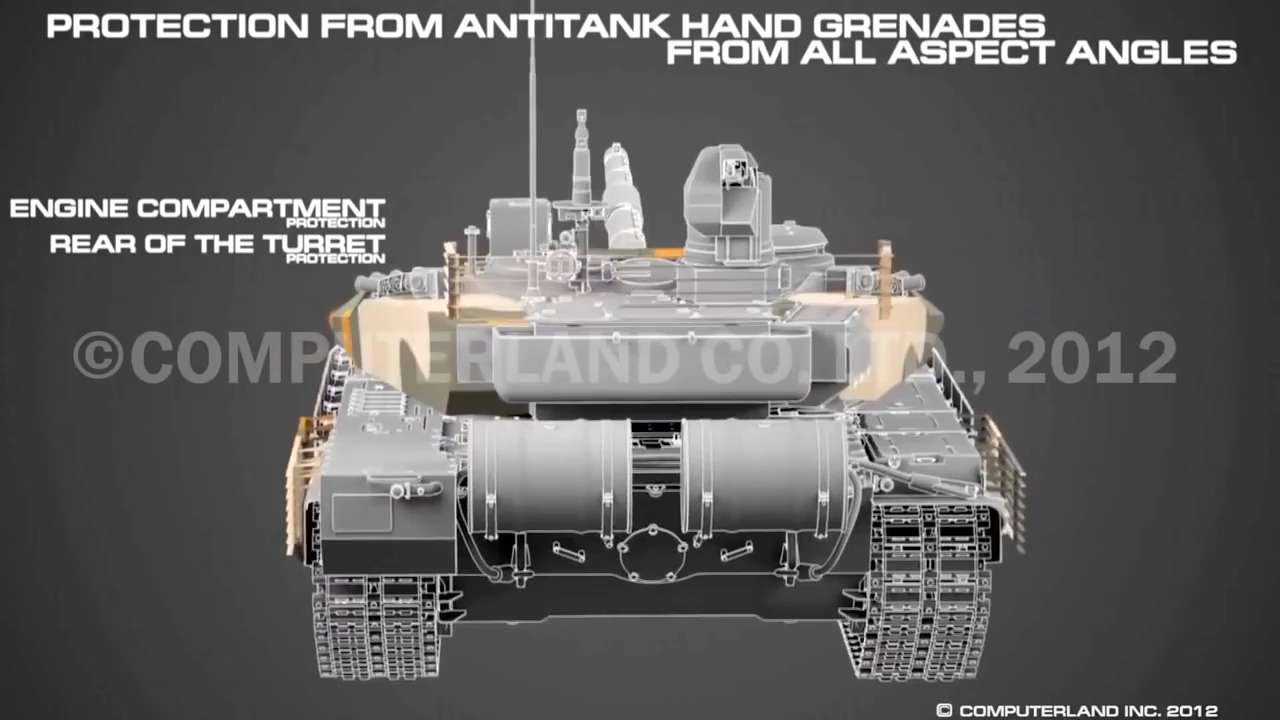 PROTECTION FROM ANTITANK HAND GRENADES
FROM ALL ASPECT ANGLES
ENGINE COMPARTMENT
PROTECTION
REAR OF THE TURRET
PROTECTION
©COMPUTERLAND CO. LTD., 2012
© COMPUTERLAND INC. 2012